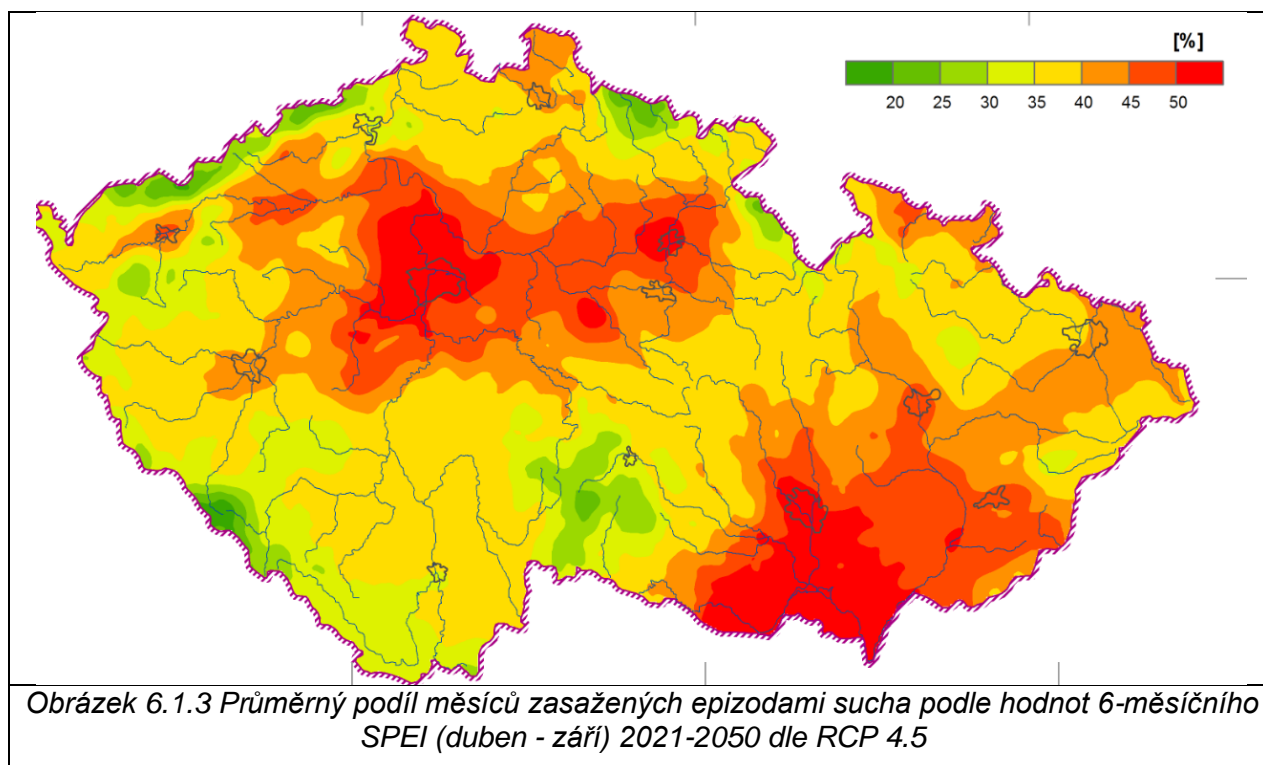 [%]
20 25 30 35 40 45 50
Obrázek 6.1.3 Průměrný podíl měsíců zasažených epizodami sucha podle hodnot 6-měsíčního
SPEI (duben - září) 2021-2050 dle RCP 4.5